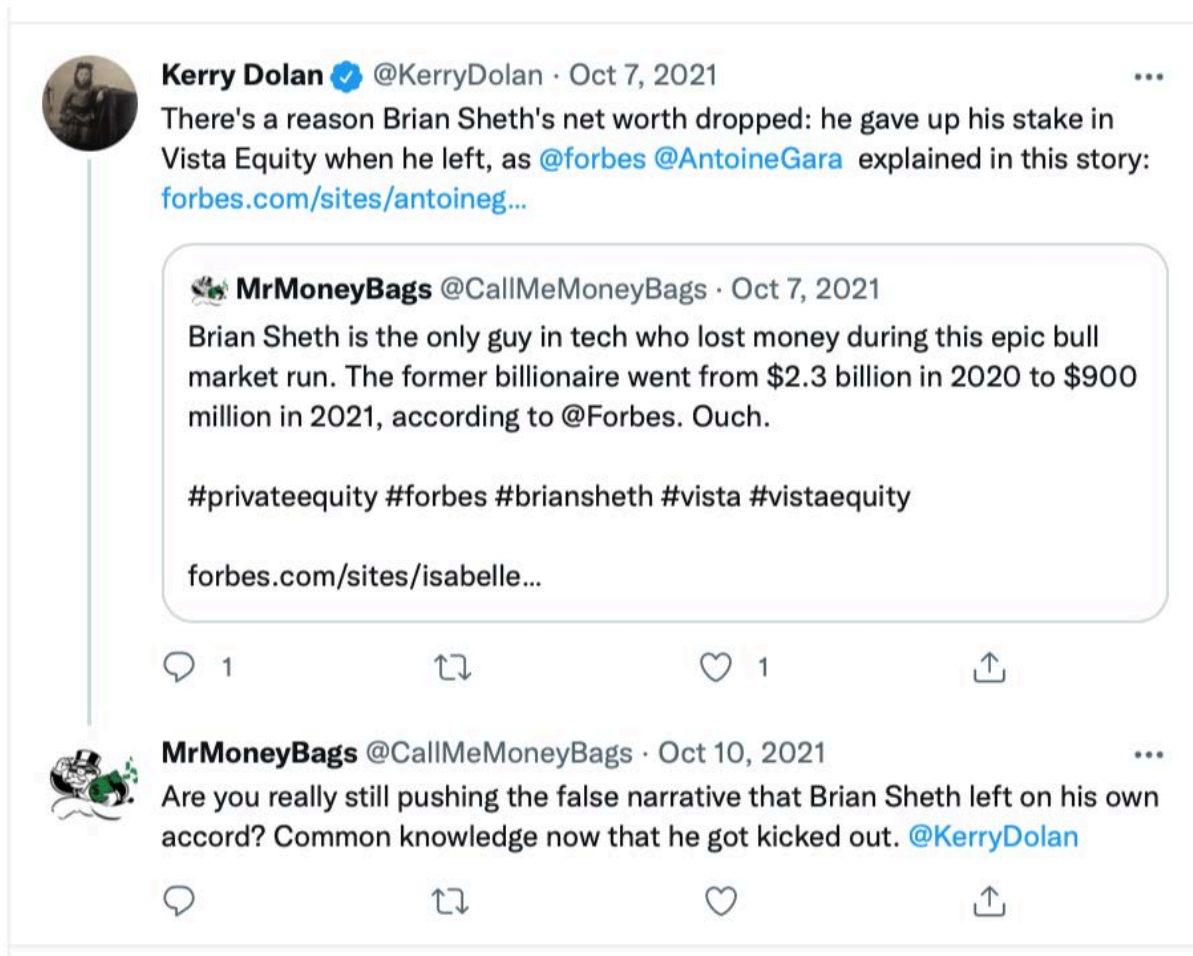 Kerry Dolan @KerryDolan · Oct 7, 2021
There's a reason Brian Sheth's net worth dropped: he gave up his stake in
Vista Equity when he left, as @forbes @AntoineGara explained in this story:
forbes.com/sites/antoineg...
MrMoneyBags @CallMeMoneyBags · Oct 7, 2021
Brian Sheth is the only guy in tech who lost money during this epic bull
market run. The former billionaire went from $2.3 billion in 2020 to $900
million in 2021, according to @Forbes. Ouch.
#privateequity #forbes #briansheth #vista #vistaequity
forbes.com/sites/isabelle...
1 1
MrMoneyBags @CallMeMoneyBags · Oct 10, 2021
Are you really still pushing the false narrative that Brian Sheth left on his own
accord? Common knowledge now that he got kicked out. @KerryDolan